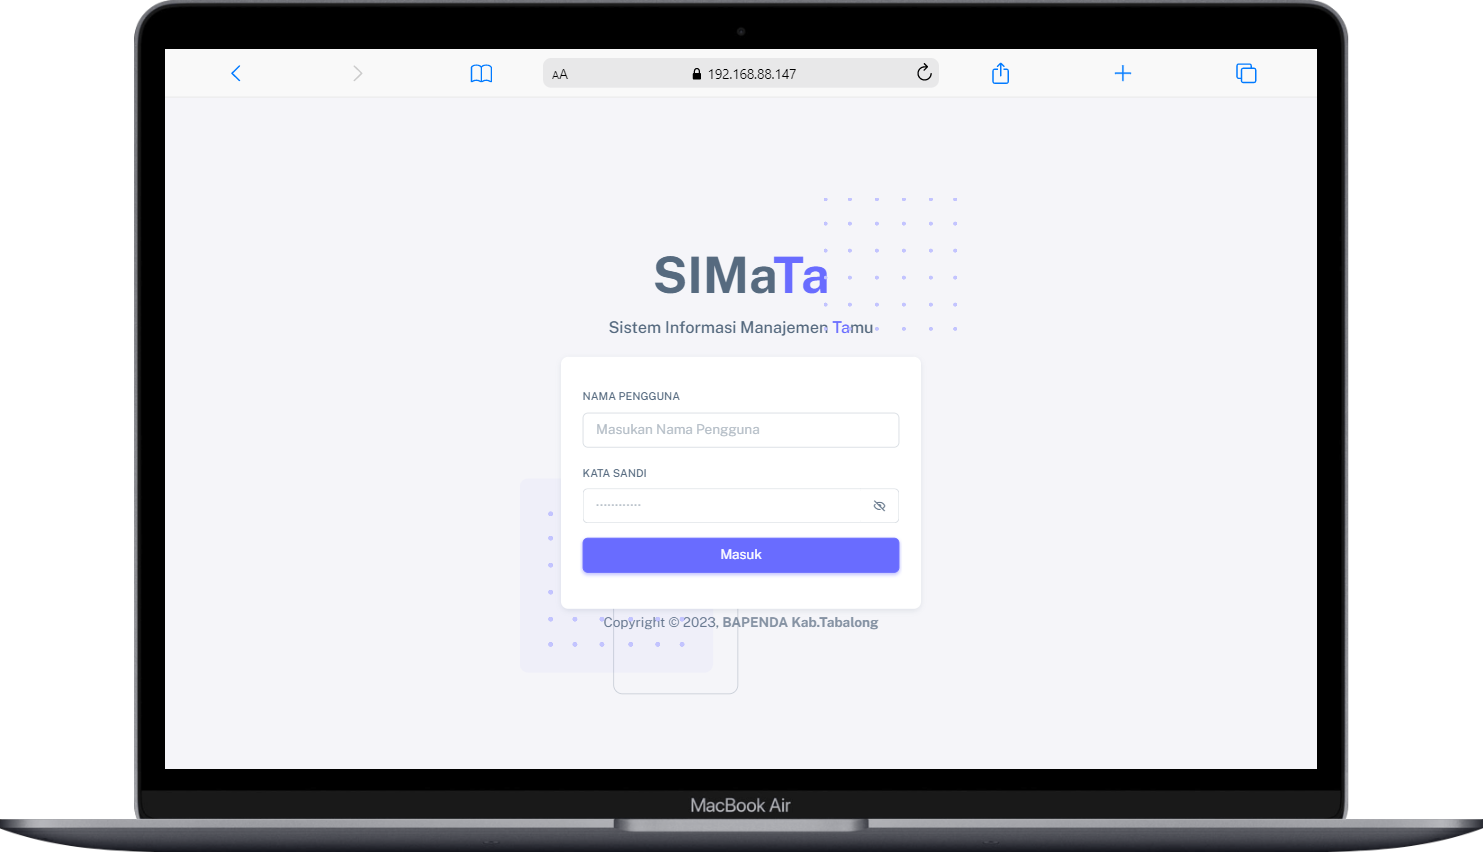 AA 192.168.88.147
SIMaTa
Sistem Informasi Manajemen Tamu
NAMA PENGGUNA
Masukan Nama Pengguna
KATA SANDI
············
Masuk
Copyright © 2023, BAPENDA Kab.Tabalong
MacBook Air